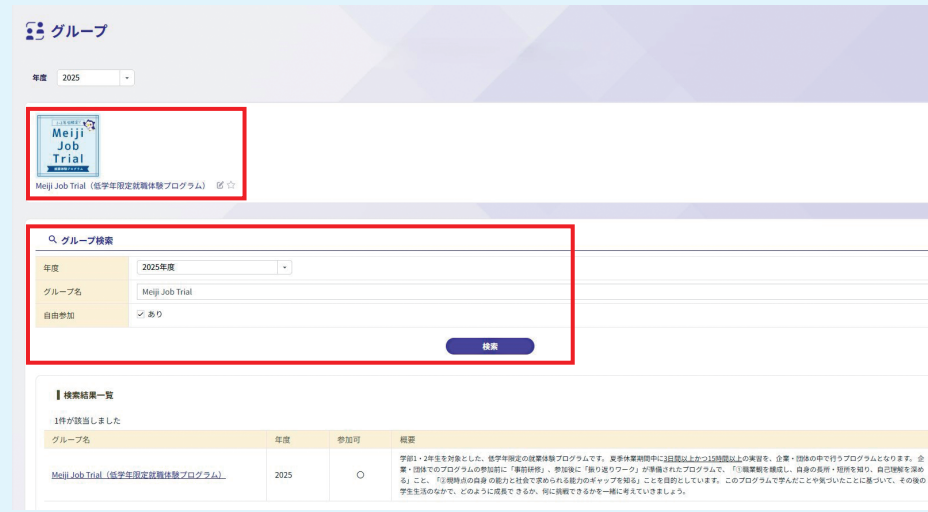 グループ
年度 2025
Meiji
Job
Trial
Meiji Job Trial（低学年限定就職体験プログラム）
グループ検索
年度 2025年度
グループ名 Meiji Job Trial
自由参加 あり
検索
検索結果一覧
1件が該当しました
グループ名 年度 参加可 概要
Meiji Job Trial（低学年限定就職体験プログラム） 2025 ○
学部1・2年生を対象とした、低学年限定の就業体験プログラムです。 夏季休業期間中に3日間以上かつ15時間以上の実習を、企業・団体の中で行うプログラムとなります。 企
業・団体でのプログラムの参加前に「事前研修」、参加後に「振り返りワーク」が準備されたプログラムで、「①職業観を醸成し、自身の長所・短所を知り、自己理解を深め
る」こと、「②現時点の自身 の能力と社会で求められる能力のギャップを知る」ことを目的としています。 このプログラムで学んだことや気づいたことに基づいて、その後の
学生生活のなかで、どのように成長で きるか、何に挑戦できるかを一緒に考えていきましょう。